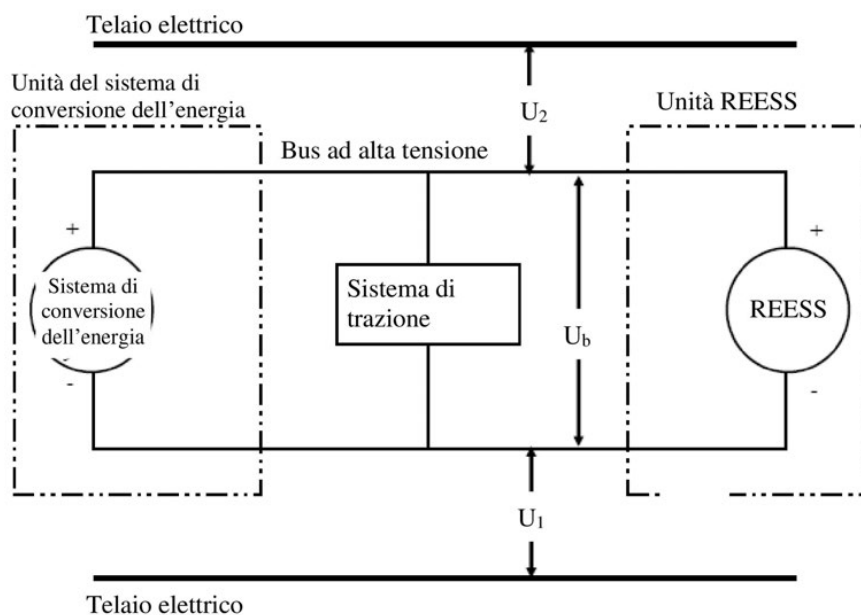 Telaio elettrico
Unità del sistema di
conversione dell'energia
U₂
Unità REESS
Bus ad alta tensione
+
+
Sistema di
conversione
dell'energia
Sistema di
trazione
U_b
REESS
-
-
U₁
Telaio elettrico